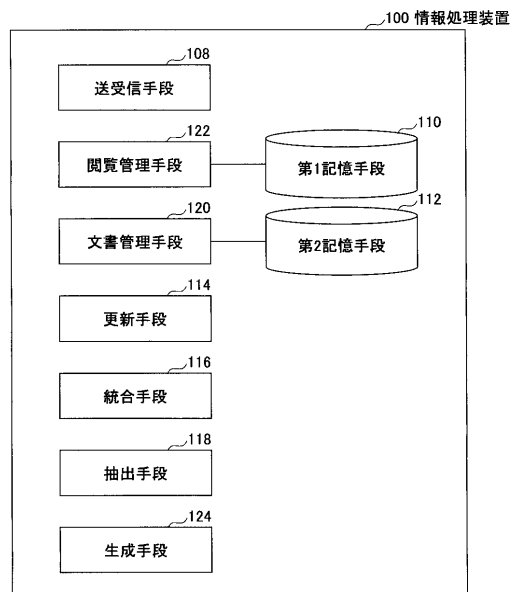 100 情報処理装置
108
送受信手段
122
閲覧管理手段
110
第1記憶手段
120
文書管理手段
112
第2記憶手段
114
更新手段
116
統合手段
118
抽出手段
124
生成手段